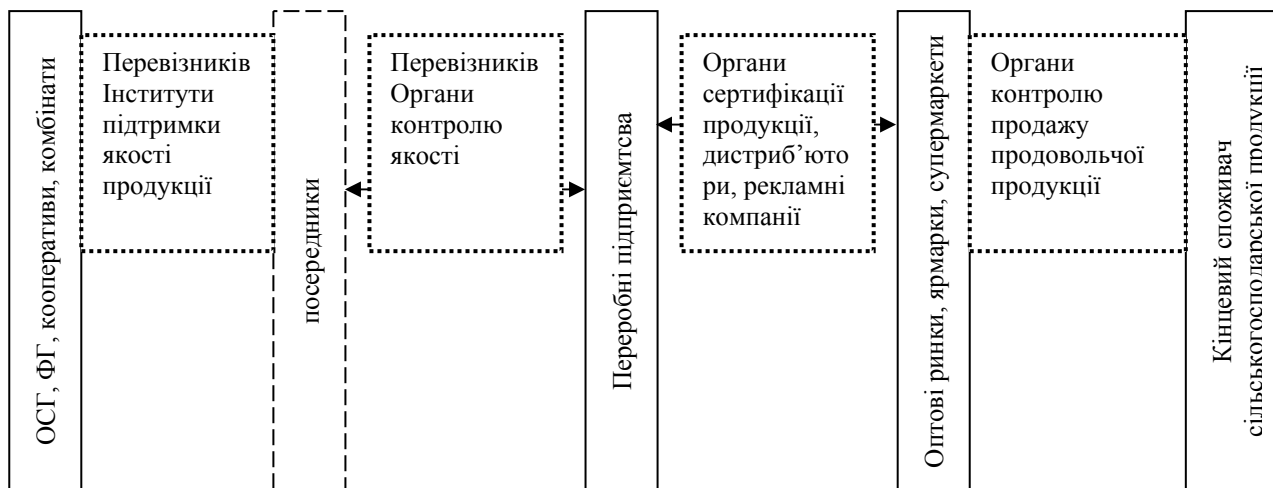 ОСГ, ФГ, кооперативи, комбінати
Перевізників
Інститути
підтримки
якості
продукції
посередники
Перевізників
Органи
контролю
якості
Переробні підприємтсва
Органи
сертифікації
продукції,
дистриб’юто
ри, рекламні
компанії
Оптові ринки, ярмарки, супермаркети
Органи
контролю
продажу
продовольчої
продукції
Кінцевий споживач
сільськогосподарської продукції